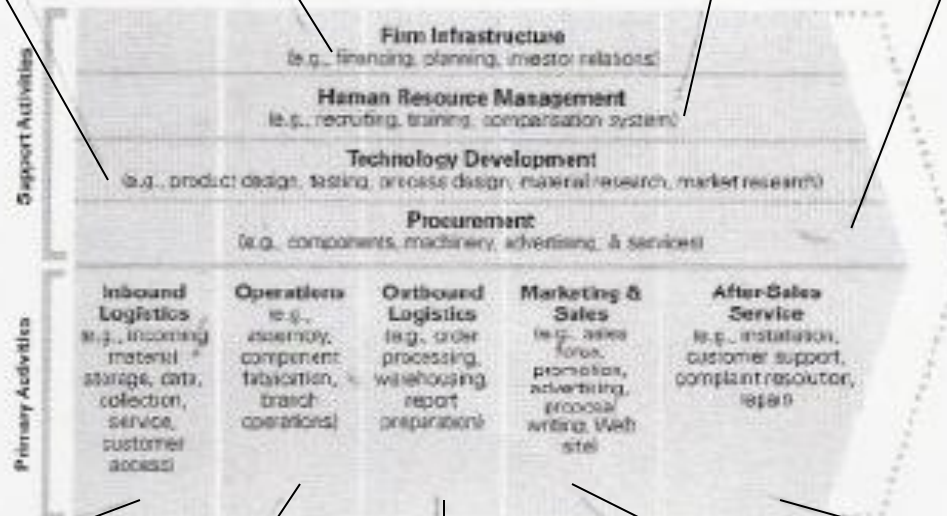 Support Activities
Firm Infrastructure
(e.g., financing, planning, investor relations)
Human Resource Management
(e.g., recruiting, training, compensation system)
Technology Development
(e.g., product design, testing, process design, material research, market research)
Procurement
(e.g., components, machinery, advertising, & services)
Primary Activities
Inbound
Logistics
(e.g., incoming
material
storage, data,
collection,
service,
customer
access)
Operations
(e.g.,
assembly,
component
fabrication,
branch
operations)
Outbound
Logistics
(e.g., order
processing,
warehousing,
report
preparation)
Marketing &
Sales
(e.g., sales
force,
promotion,
advertising,
proposal
writing, Web
site)
After-Sales
Service
(e.g., installation,
customer support,
complaint resolution,
repair)